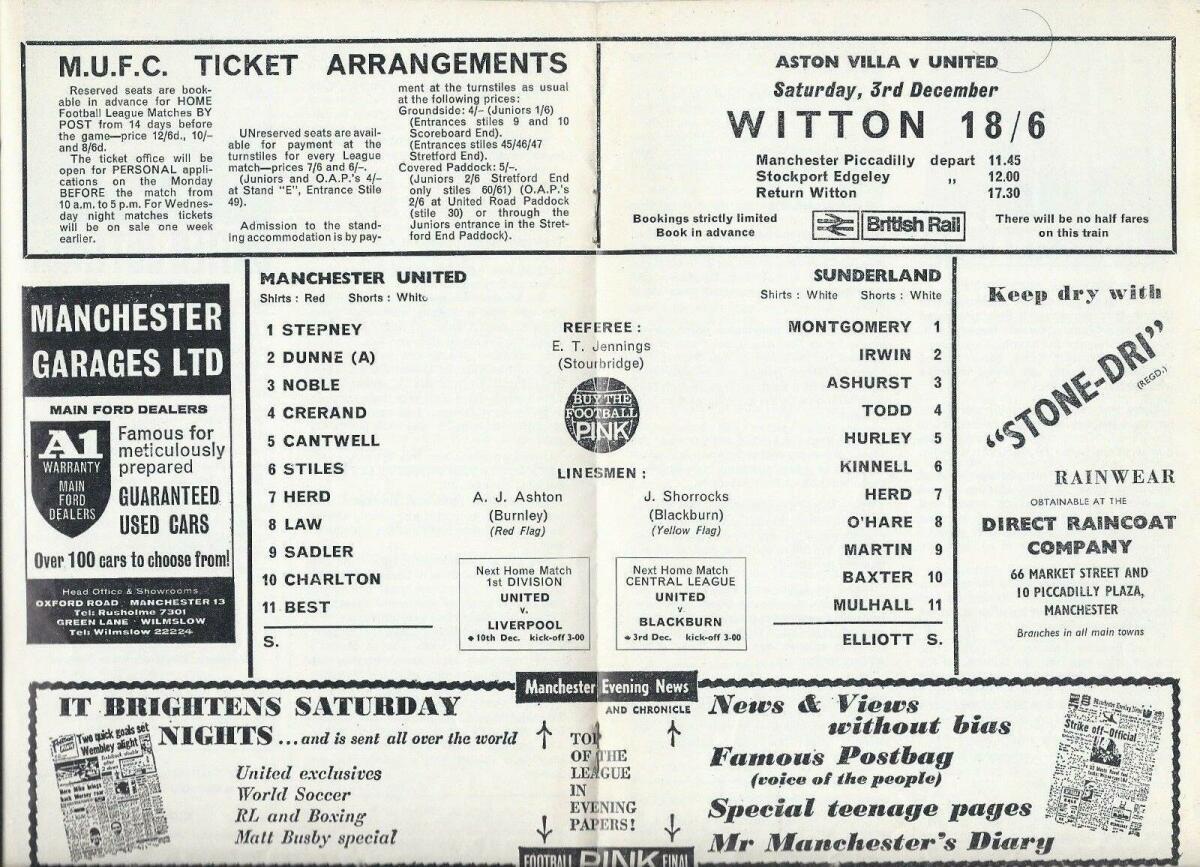 M.U.F.C. TICKET ARRANGEMENTS
Reserved seats are book-
able in advance for HOME
Football League Matches BY
POST from 14 days before
the game—price 12/6d., 10/-
and 8/6d.
The ticket office will be
open for PERSONAL appli-
cations on the Monday
BEFORE the match from
10 a.m. to 5 p.m. For Wednes-
day night matches tickets
will be on sale one week
earlier.
UNreserved seats are avail-
able for payment at the
turnstiles for every League
match—prices 7/6 and 6/-.
(Juniors and O.A.P.'s 4/-
at Stand "E", Entrance Stile
49).
Admission to the stand-
ing accommodation is by pay-
ment at the turnstiles as usual
at the following prices:
Groundside: 4/- (Juniors 1/6)
(Entrances stiles 9 and 10
Scoreboard End).
(Entrances stiles 45/46/47
Stretford End).
Covered Paddock: 5/-.
(Juniors 2/6 Stretford End
only stiles 60/61) (O.A.P.'s
2/6 at United Road Paddock
(stile 30) or through the
Juniors entrance in the Stret-
ford End Paddock).
ASTON VILLA v UNITED
Saturday, 3rd December
WITTON 18/6
Manchester Piccadilly depart 11.45
Stockport Edgeley ,, 12.00
Return Witton 17.30
Bookings strictly limited
Book in advance
British Rail
There will be no half fares
on this train
MANCHESTER
GARAGES LTD
MAIN FORD DEALERS
A1
WARRANTY
MAIN
FORD
DEALERS
Famous for
meticulously
prepared
GUARANTEED
USED CARS
Over 100 cars to choose from!
Head Office & Showrooms
OXFORD ROAD · MANCHESTER 13
Tel: Rusholme 7301
GREEN LANE · WILMSLOW
Tel: Wilmslow 22224
MANCHESTER UNITED
Shirts : Red Shorts : White
1 STEPNEY
2 DUNNE (A)
3 NOBLE
4 CRERAND
5 CANTWELL
6 STILES
7 HERD
8 LAW
9 SADLER
10 CHARLTON
11 BEST
S.
REFEREE :
E. T. Jennings
(Stourbridge)
BUY THE
FOOTBALL
PINK
LINESMEN :
A. J. Ashton
(Burnley)
(Red Flag)
J. Shorrocks
(Blackburn)
(Yellow Flag)
Next Home Match
1st DIVISION
UNITED
v.
LIVERPOOL
10th Dec. kick-off 3-00
Next Home Match
CENTRAL LEAGUE
UNITED
v
BLACKBURN
3rd Dec. kick-off 3-00
SUNDERLAND
Shirts : White Shorts : White
MONTGOMERY 1
IRWIN 2
ASHURST 3
TODD 4
HURLEY 5
KINNELL 6
HERD 7
O'HARE 8
MARTIN 9
BAXTER 10
MULHALL 11
ELLIOTT S.
Keep dry with
"STONE-DRI"
(REGD.)
RAINWEAR
OBTAINABLE AT THE
DIRECT RAINCOAT
COMPANY
66 MARKET STREET AND
10 PICCADILLY PLAZA,
MANCHESTER
Branches in all main towns
Manchester Evening News
AND CHRONICLE
IT BRIGHTENS SATURDAY
NIGHTS ...and is sent all over the world
Two quick goals set
Wembley alight
United exclusives
World Soccer
RL and Boxing
Matt Busby special
TOP
OF THE
LEAGUE
IN
EVENING
PAPERS!
FOOTBALL PINK FINAL
News & Views
without bias
Famous Postbag
(voice of the people)
Special teenage pages
Mr Manchester's Diary
Strike off—Official